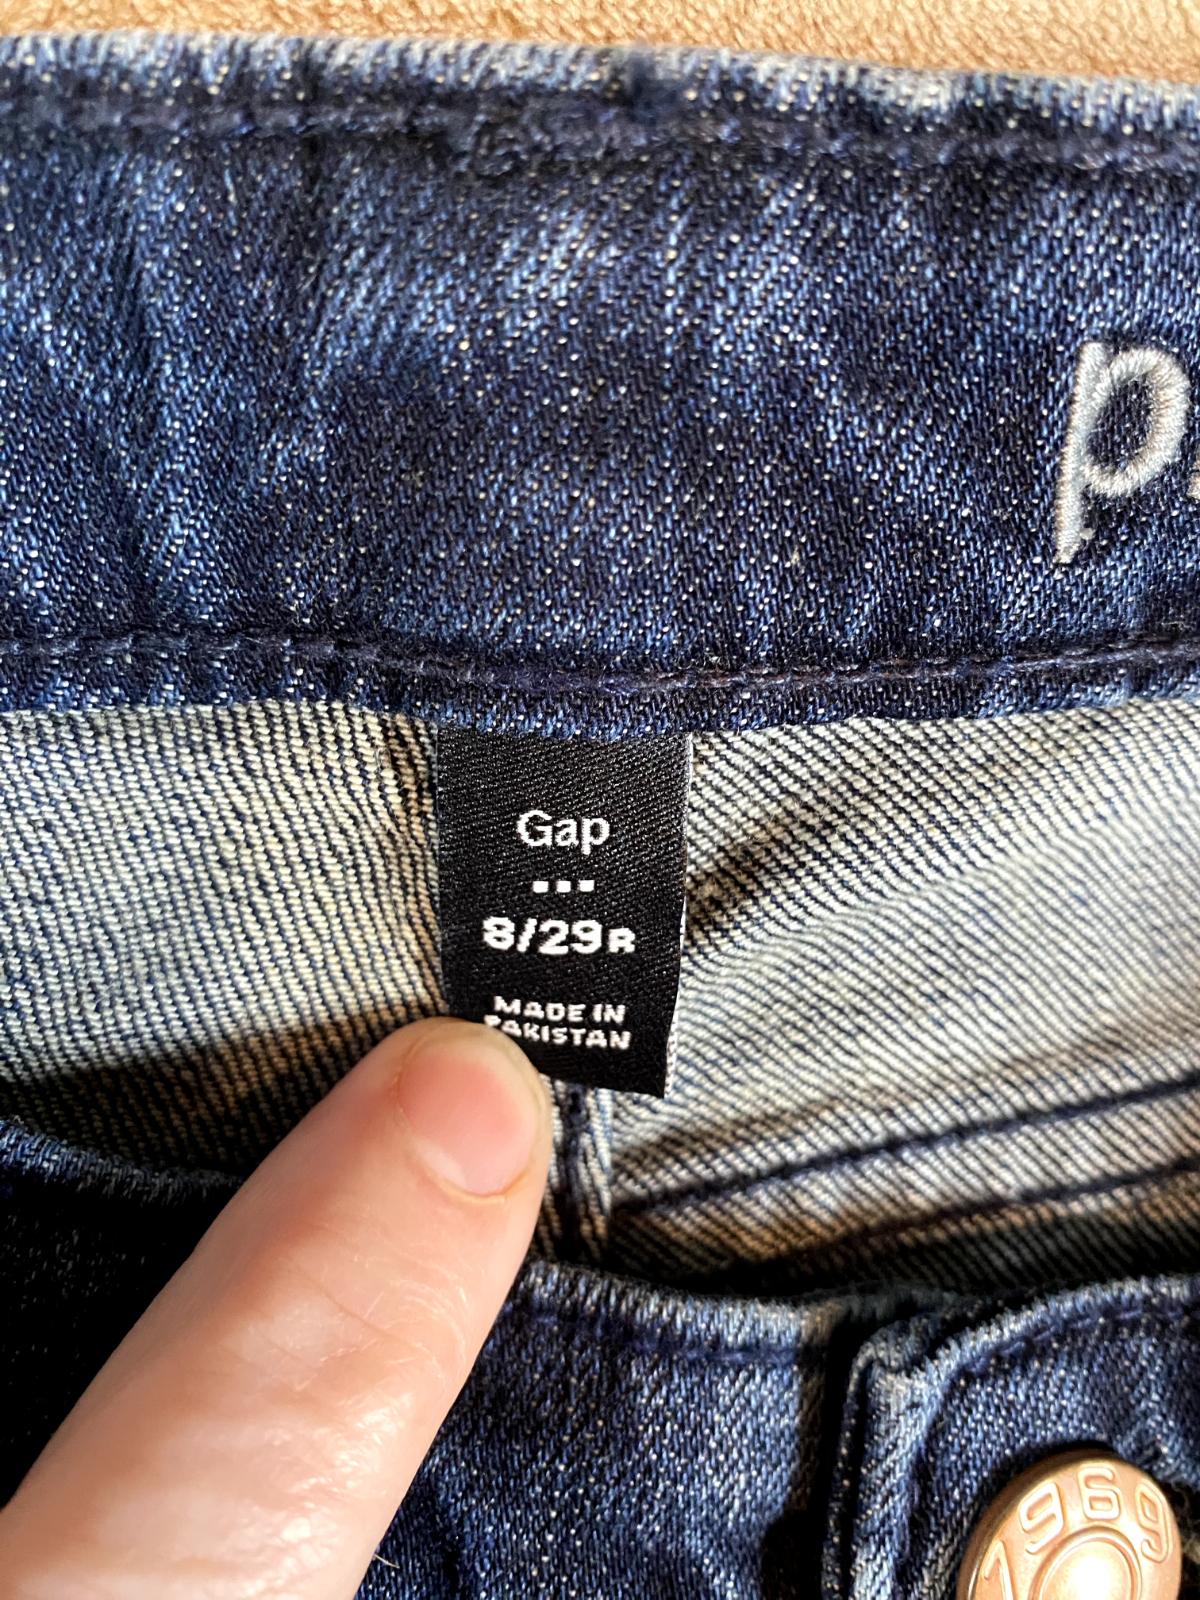 p
Gap
8/29R
MADE IN
PAKISTAN
1969